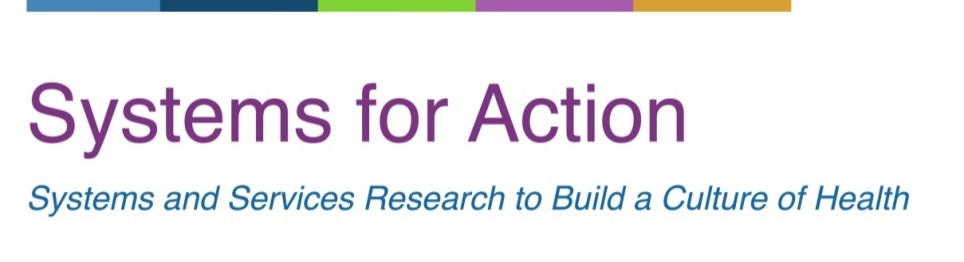 Systems for Action
Systems and Services Research to Build a Culture of Health